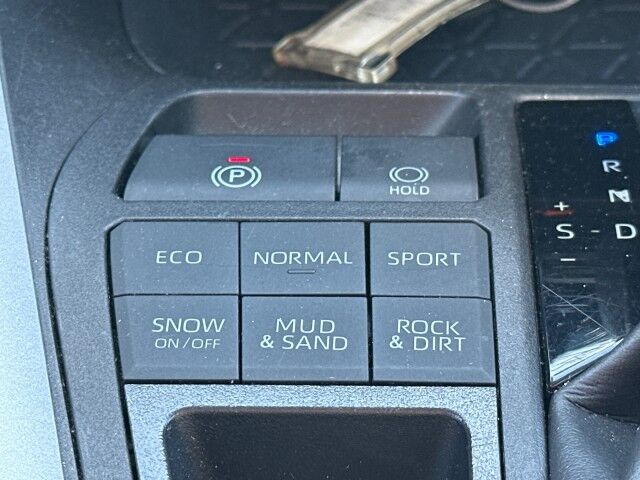 P
HOLD
P
R
N
+
S - D
–
ECO
NORMAL
SPORT
SNOW
ON/OFF
MUD
& SAND
ROCK
& DIRT